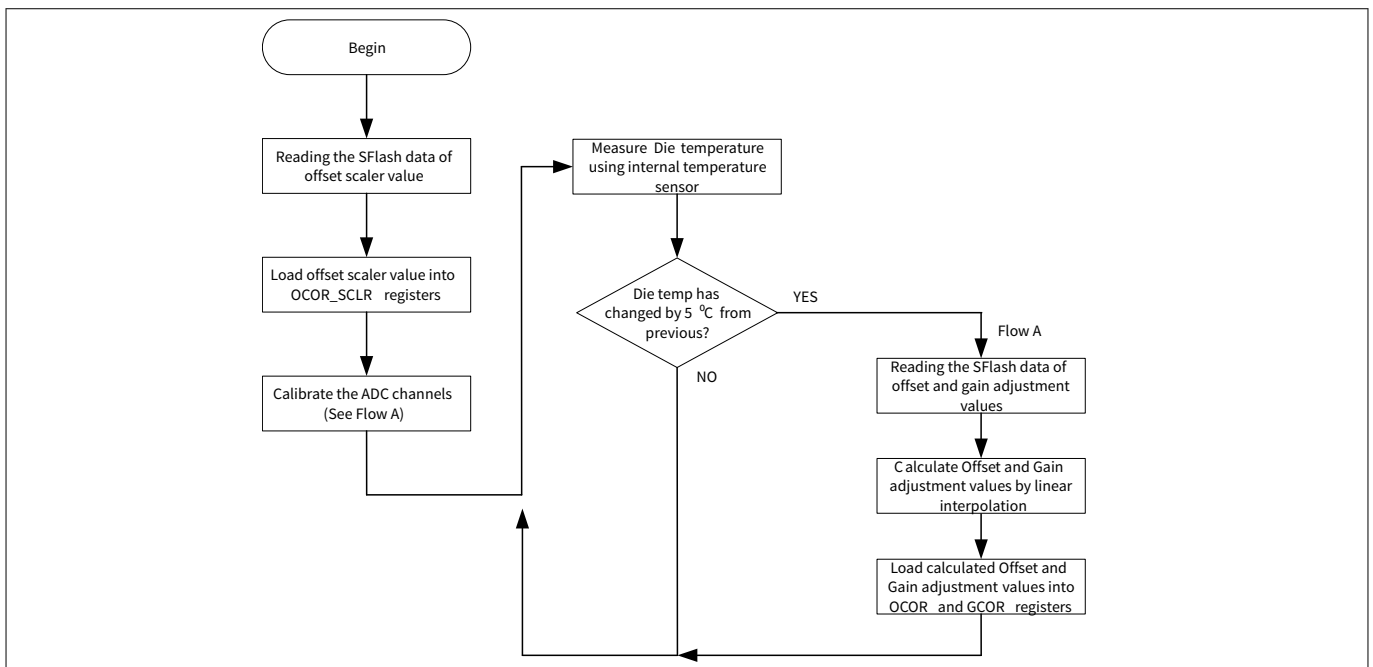 Begin
Reading the SFlash data of
offset scaler value
Load offset scaler value into
OCOR_SCLR registers
Calibrate the ADC channels
(See Flow A)
Measure Die temperature
using internal temperature
sensor
Die temp has
changed by 5 ⁰C from
previous?
YES
NO
Flow A
Reading the SFlash data of
offset and gain adjustment
values
Calculate Offset and Gain
adjustment values by linear
interpolation
Load calculated Offset and
Gain adjustment values into
OCOR and GCOR registers